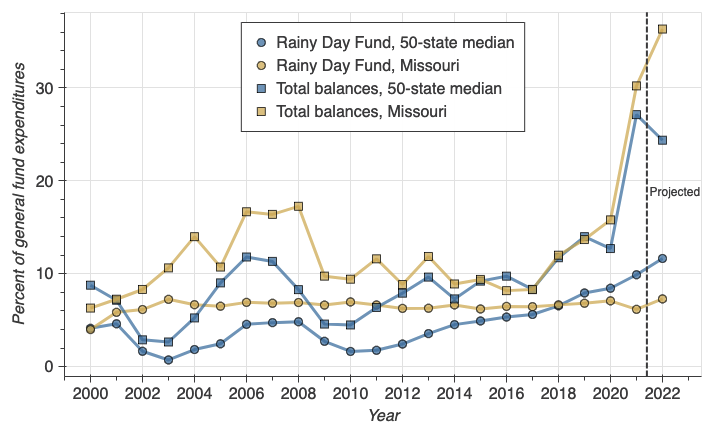 Rainy Day Fund, 50-state median
Rainy Day Fund, Missouri
Total balances, 50-state median
Total balances, Missouri
Percent of general fund expenditures
30
20
10
0
Projected
2000 2002 2004 2006 2008 2010 2012 2014 2016 2018 2020 2022
Year